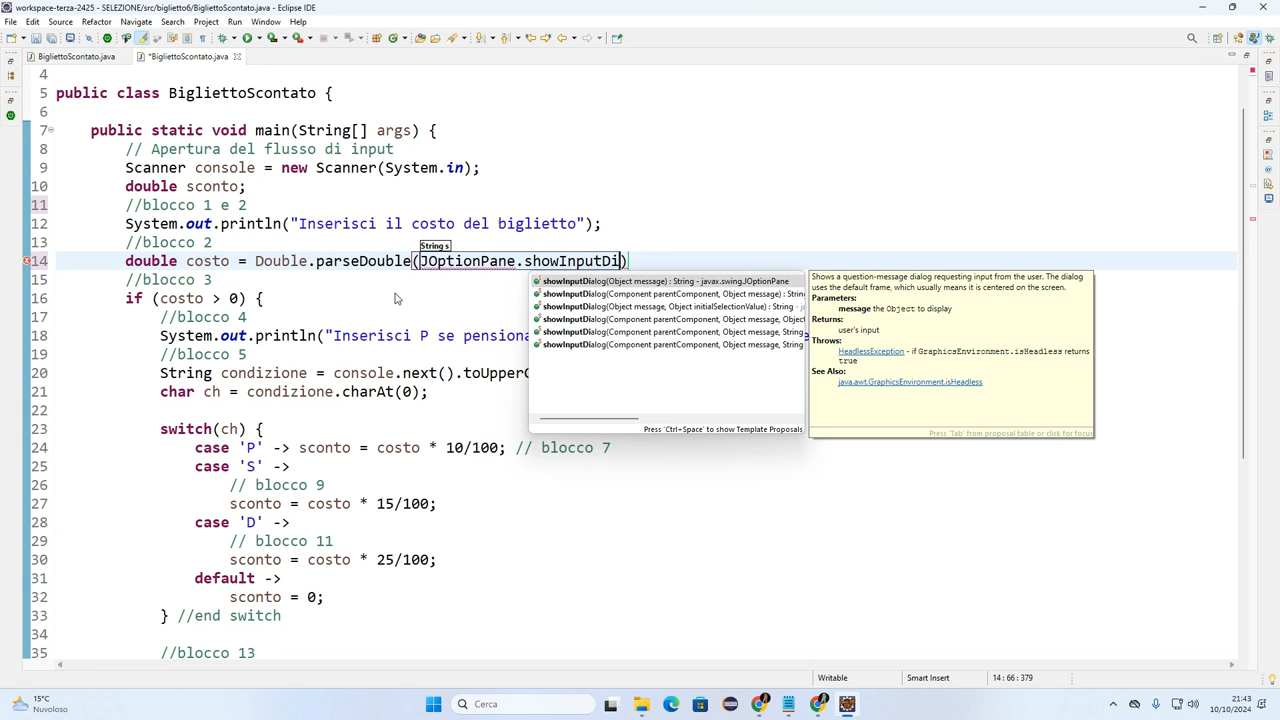 workspace-terza-2425 - SELEZIONE/src/biglietto6/BigliettoScontato.java - Eclipse IDE
File Edit Source Refactor Navigate Search Project Run Window Help
BigliettoScontato.java *BigliettoScontato.java
4
5 public class BigliettoScontato {
6
7 public static void main(String[] args) {
8 // Apertura del flusso di input
9 Scanner console = new Scanner(System.in);
10 double sconto;
11 //blocco 1 e 2
12 System.out.println("Inserisci il costo del biglietto");
13 //blocco 2
String s
14 double costo = Double.parseDouble(JOptionPane.showInputDi)
15 //blocco 3
16 if (costo > 0) {
17 //blocco 4
18 System.out.println("Inserisci P se pensiona
19 //blocco 5
20 String condizione = console.next().toUpperC
21 char ch = condizione.charAt(0);
22
23 switch(ch) {
24 case 'P' -> sconto = costo * 10/100; // blocco 7
25 case 'S' ->
26 // blocco 9
27 sconto = costo * 15/100;
28 case 'D' ->
29 // blocco 11
30 sconto = costo * 25/100;
31 default ->
32 sconto = 0;
33 } //end switch
34
35 //blocco 13
showInputDialog(Object message) : String - javax.swing.JOptionPane
showInputDialog(Component parentComponent, Object message) : Strin
showInputDialog(Object message, Object initialSelectionValue) : String - j
showInputDialog(Component parentComponent, Object message, Objec
showInputDialog(Component parentComponent, Object message, String
showInputDialog(Component parentComponent, Object message, String
Press 'Ctrl+Space' to show Template Proposals
Shows a question-message dialog requesting input from the user. The dialog
uses the default frame, which usually means it is centered on the screen.
Parameters:
message the Object to display
Returns:
user's input
Throws:
HeadlessException - if GraphicsEnvironment.isHeadless returns
true
See Also:
java.awt.GraphicsEnvironment.isHeadless
Press 'Tab' from proposal table or click for focus
Writable Smart Insert 14 : 66 : 379
15°C
Nuvoloso
Cerca
21:43
10/10/2024